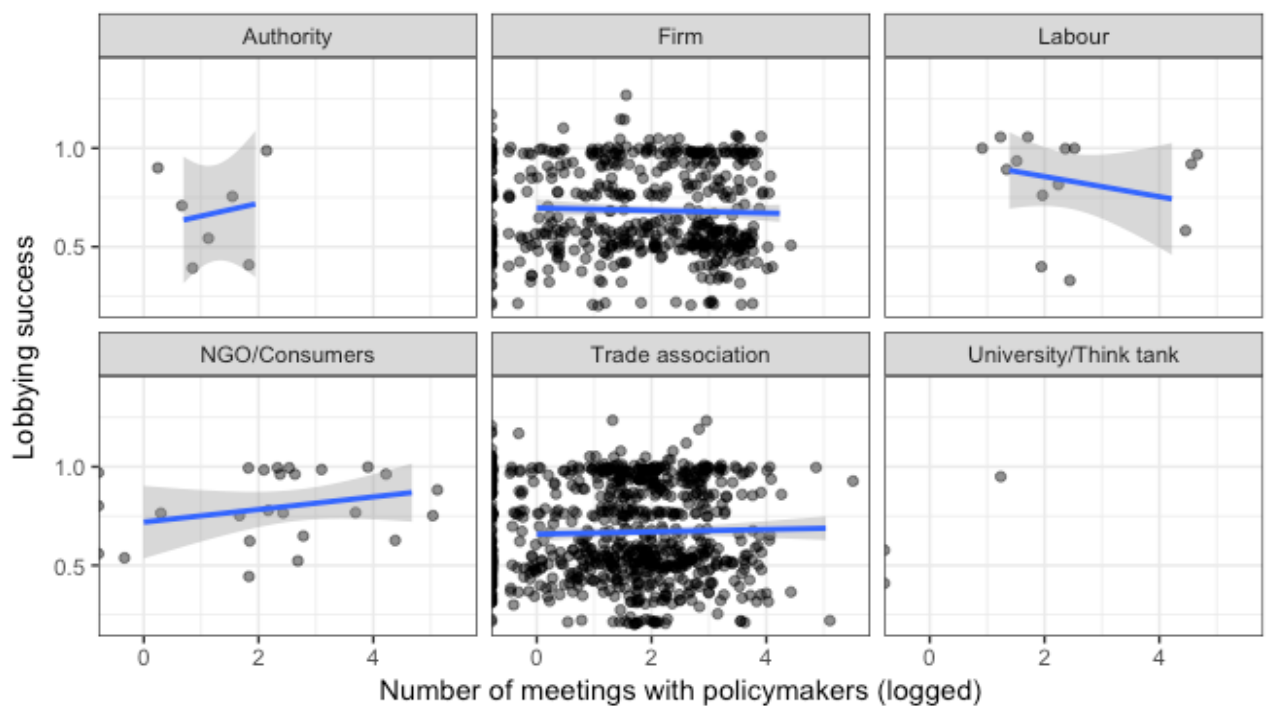 Authority
Firm
Labour
1.0
0.5
NGO/Consumers
Trade association
University/Think tank
1.0
0.5
0 2 4
0 2 4
0 2 4
Lobbying success
Number of meetings with policymakers (logged)